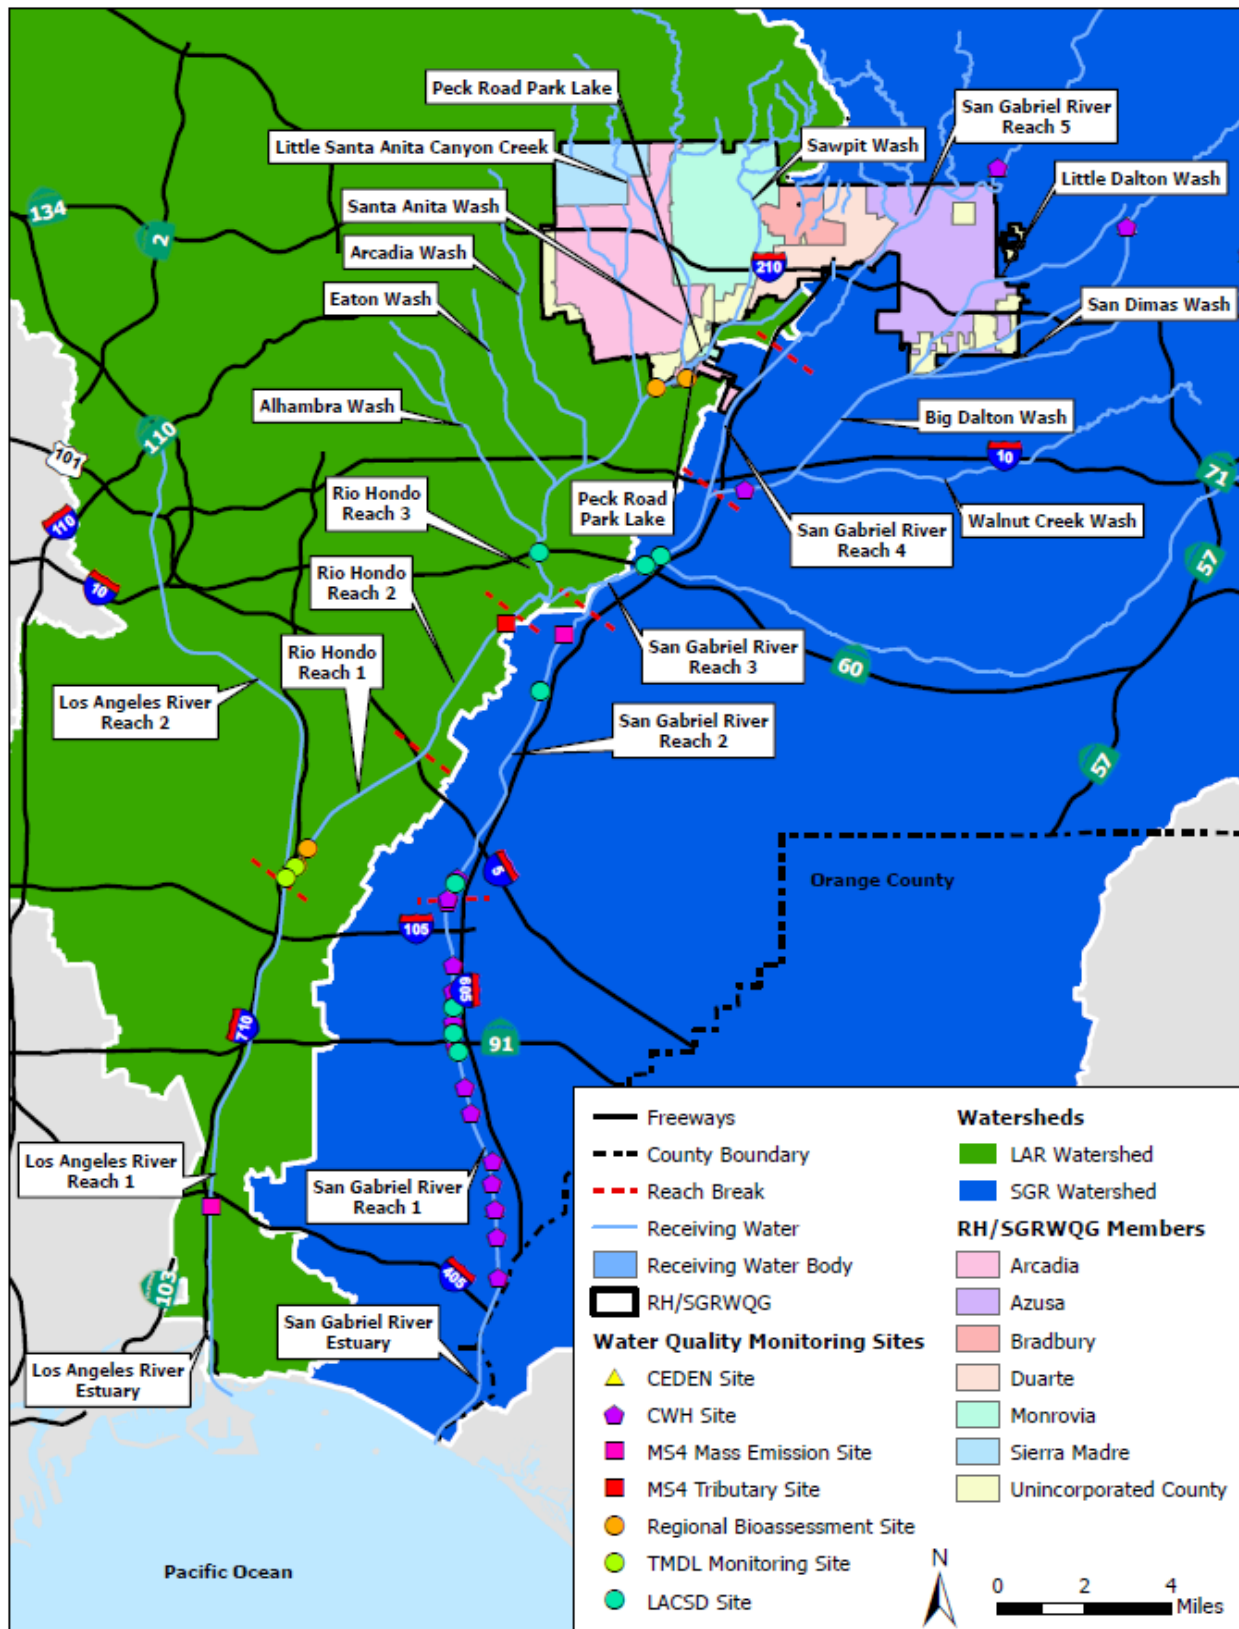 Peck Road Park Lake
San Gabriel River
Reach 5
Little Santa Anita Canyon Creek
Sawpit Wash
Little Dalton Wash
Santa Anita Wash
134
2
Arcadia Wash
210
Eaton Wash
San Dimas Wash
Alhambra Wash
Big Dalton Wash
110
101
10
71
Rio Hondo
Reach 3
Peck Road
Park Lake
Walnut Creek Wash
110
San Gabriel River
Reach 4
57
10
Rio Hondo
Reach 2
San Gabriel River
Reach 3
60
Rio Hondo
Reach 1
Los Angeles River
Reach 2
San Gabriel River
Reach 2
57
5
Orange County
105
605
710
91
Los Angeles River
Reach 1
San Gabriel River
Reach 1
405
103
San Gabriel River
Estuary
Los Angeles River
Estuary
Pacific Ocean
Freeways
County Boundary
Reach Break
Receiving Water
Receiving Water Body
RH/SGRWQG
Water Quality Monitoring Sites
CEDEN Site
CWH Site
MS4 Mass Emission Site
MS4 Tributary Site
Regional Bioassessment Site
TMDL Monitoring Site
LACSD Site
Watersheds
LAR Watershed
SGR Watershed
RH/SGRWQG Members
Arcadia
Azusa
Bradbury
Duarte
Monrovia
Sierra Madre
Unincorporated County
N
0 2 4
Miles